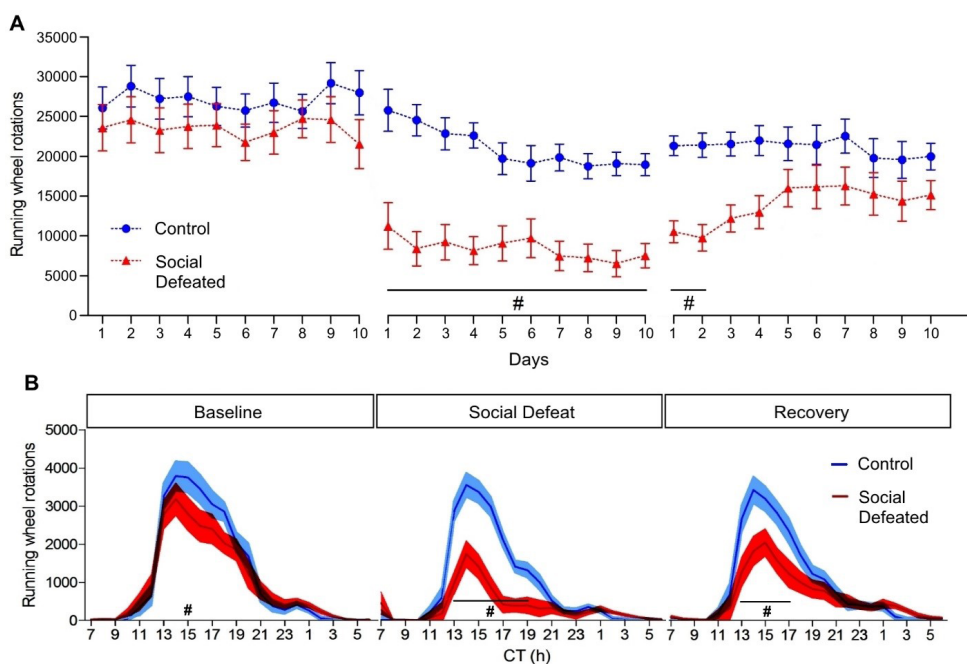 A
Running wheel rotations
35000
30000
25000
20000
15000
10000
5000
0
Control
Social
Defeated
#
#
1 2 3 4 5 6 7 8 9 10 1 2 3 4 5 6 7 8 9 10 1 2 3 4 5 6 7 8 9 10
Days
B
Baseline Social Defeat Recovery
Running wheel rotations
5000
4000
3000
2000
1000
0
Control
Social
Defeated
# # #
7 9 11 13 15 17 19 21 23 1 3 5 7 9 11 13 15 17 19 21 23 1 3 5 7 9 11 13 15 17 19 21 23 1 3 5
CT (h)